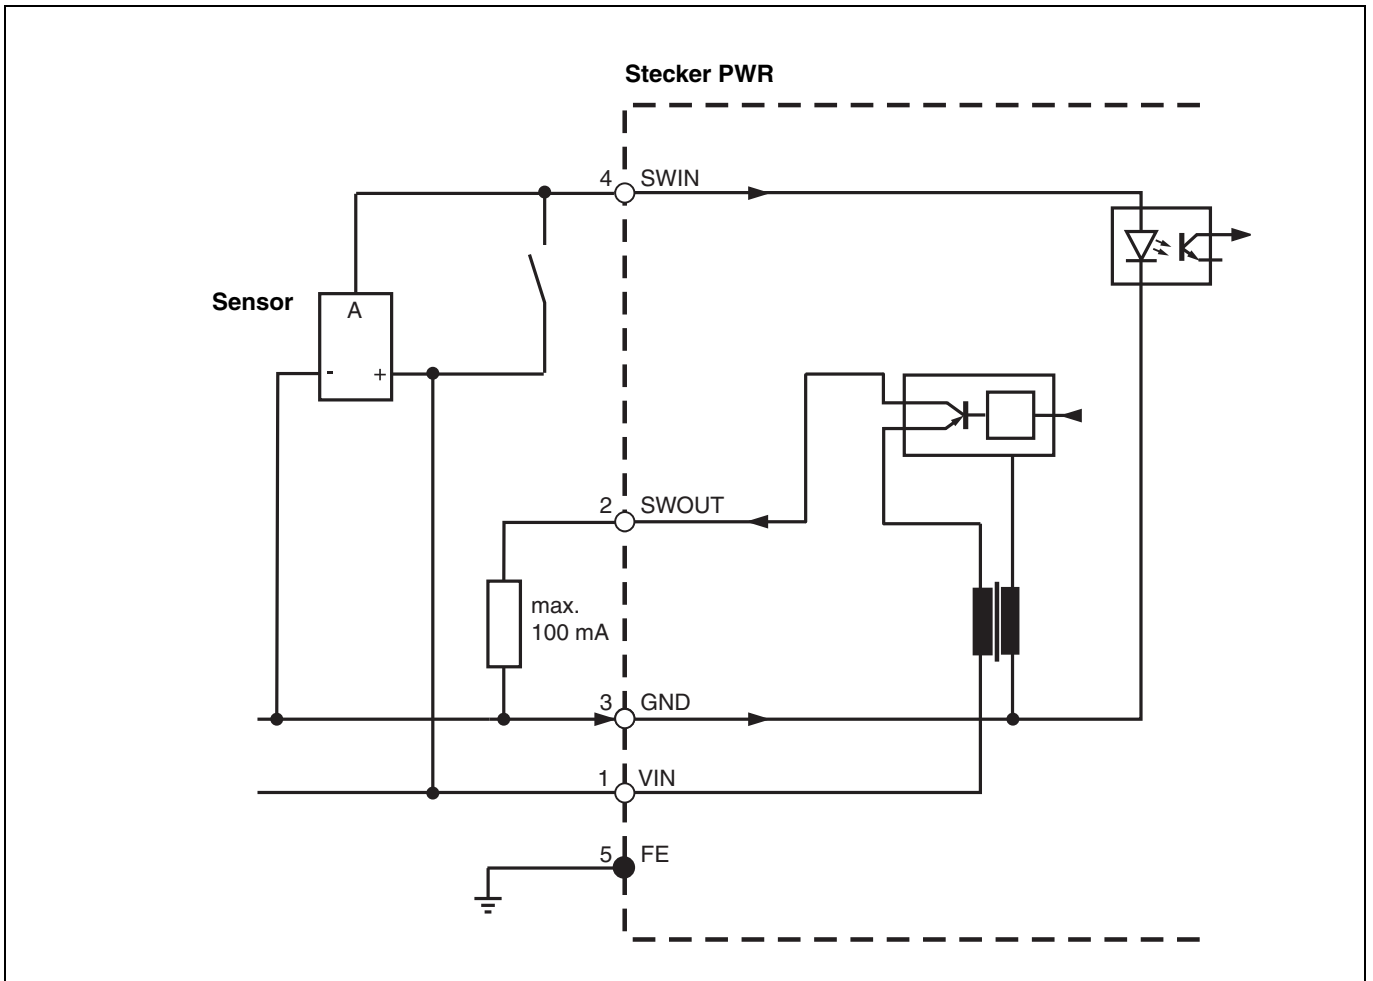 Stecker PWR
4 SWIN
Sensor
A
- +
2 SWOUT
max.
100 mA
3 GND
1 VIN
5 FE